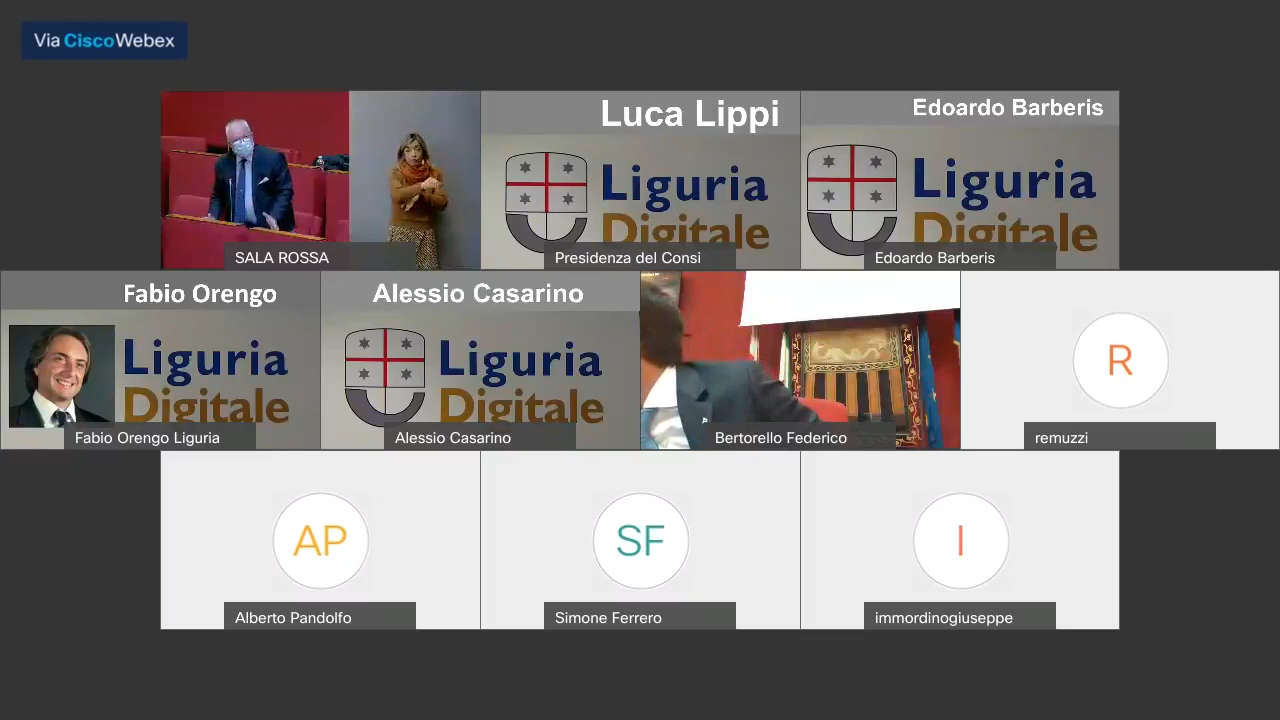 Via Cisco Webex
SALA ROSSA
Luca Lippi
Liguria
Digitale
Presidenza del Consi
Edoardo Barberis
Liguria
Digitale
Edoardo Barberis
Fabio Orengo
Liguria
Digitale
Fabio Orengo Liguria
Alessio Casarino
Liguria
Digitale
Alessio Casarino
Bertorello Federico
R
remuzzi
AP
Alberto Pandolfo
SF
Simone Ferrero
I
immordinogiuseppe